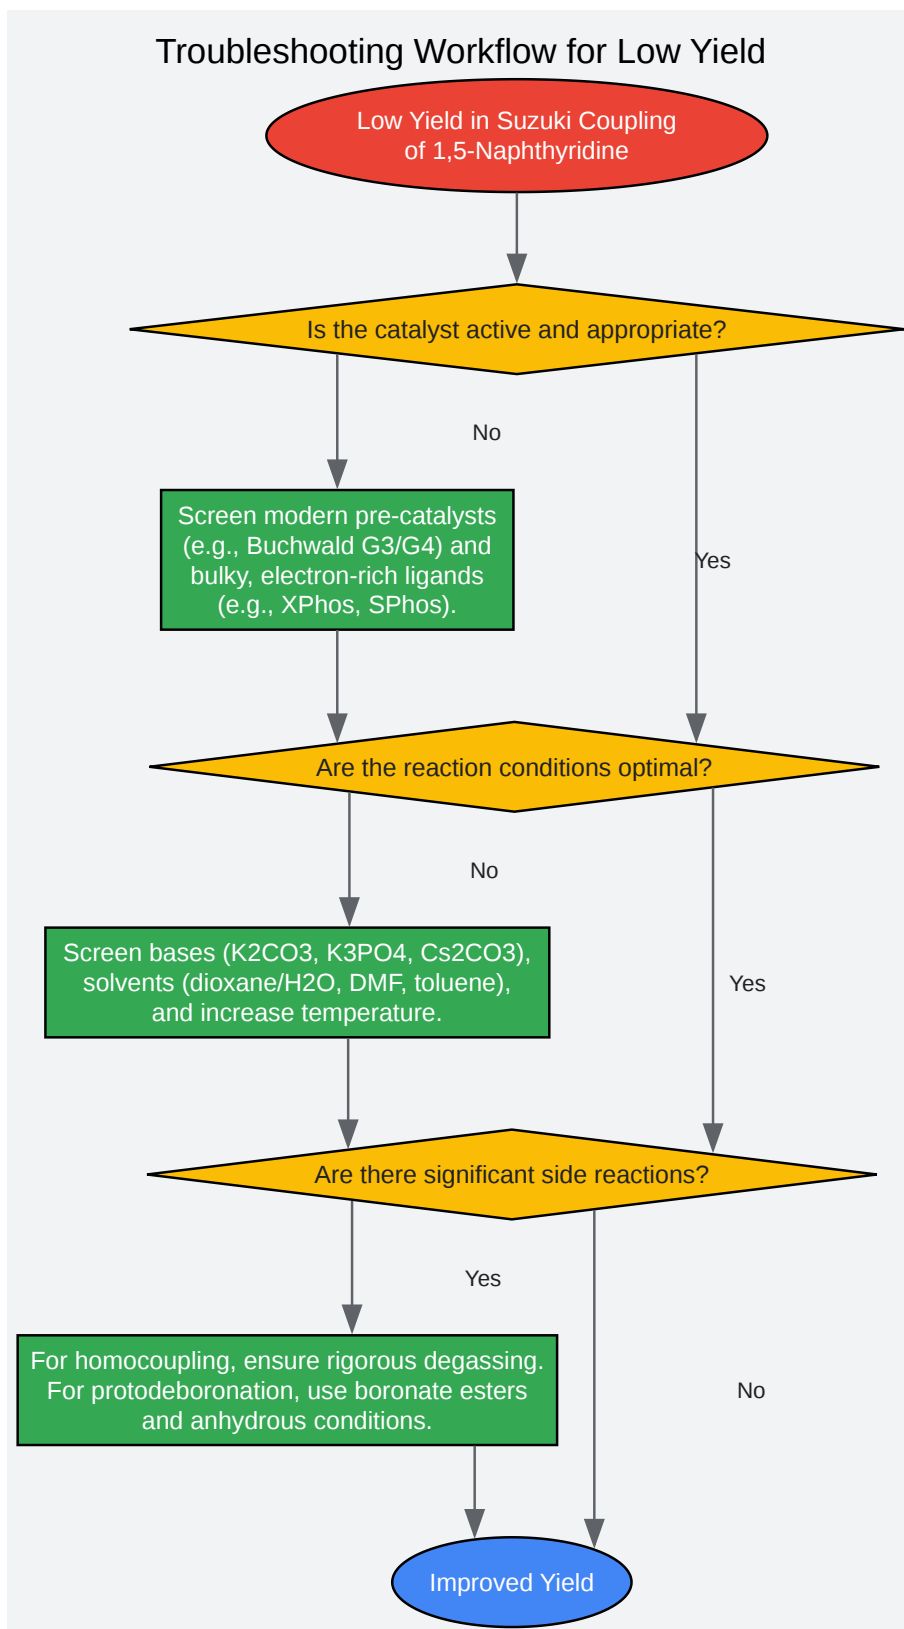 Troubleshooting Workflow for Low Yield
Low Yield in Suzuki Coupling
of 1,5-Naphthyridine
Is the catalyst active and appropriate?
No
Screen modern pre-catalysts
(e.g., Buchwald G3/G4) and
bulky, electron-rich ligands
(e.g., XPhos, SPhos).
Yes
Are the reaction conditions optimal?
No
Screen bases (K2CO3, K3PO4, Cs2CO3),
solvents (dioxane/H2O, DMF, toluene),
and increase temperature.
Yes
Are there significant side reactions?
Yes
For homocoupling, ensure rigorous degassing.
For protodeboronation, use boronate esters
and anhydrous conditions.
No
Improved Yield